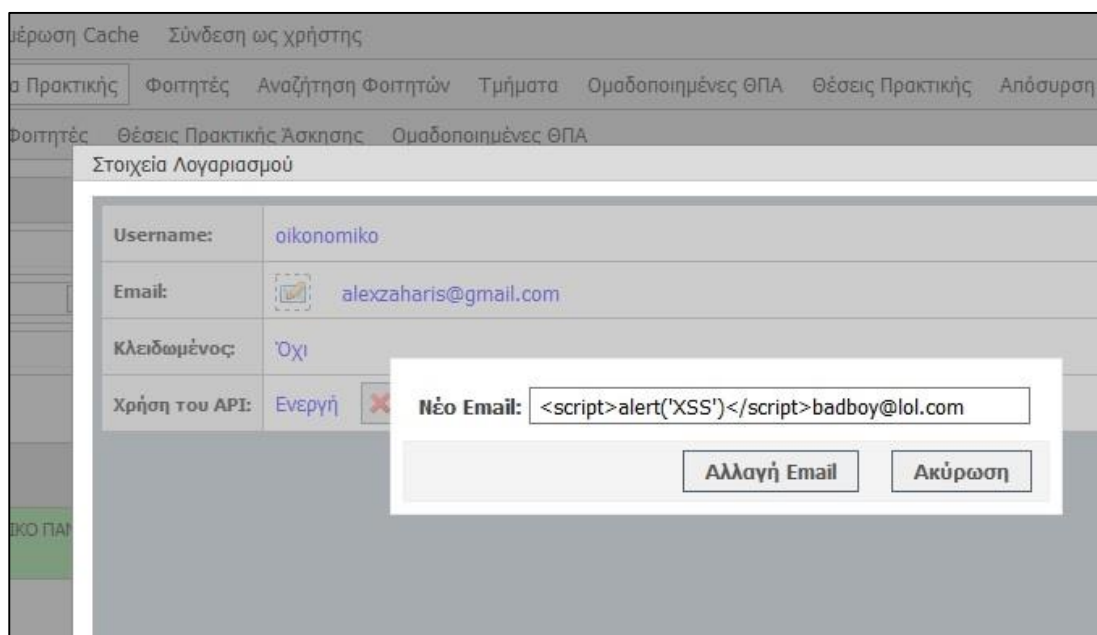 μέρωση Cache Σύνδεση ως χρήστης
α Πρακτικής Φοιτητές Αναζήτηση Φοιτητών Τμήματα Ομαδοποιημένες ΘΠΑ Θέσεις Πρακτικής Απόσυρση
Φοιτητές Θέσεις Πρακτικής Άσκησης Ομαδοποιημένες ΘΠΑ
Στοιχεία Λογαριασμού
Username: oikonomiko
Email: alexzaharis@gmail.com
Κλειδωμένος: Όχι
Χρήση του API: Ενεργή
Νέο Email: <script>alert('XSS')</script>badboy@lol.com
Αλλαγή Email Ακύρωση
ΙΚΟ ΠΑΝ